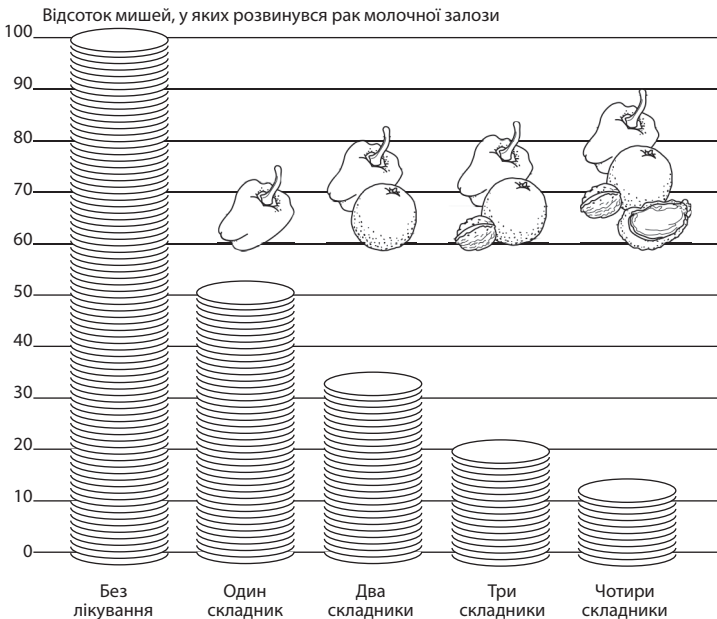 Відсоток мишей, у яких розвинувся рак молочної залози
100
90
80
70
60
50
40
30
20
10
0
Без
лікування
Один
складник
Два
складники
Три
складники
Чотири
складники